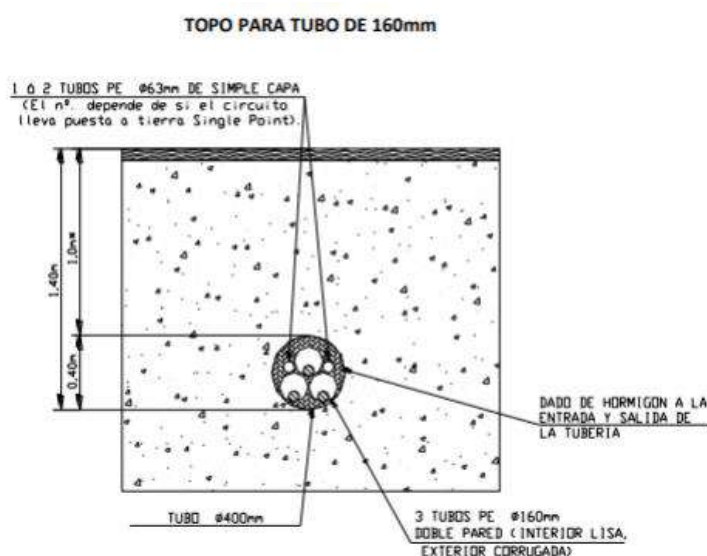 TOPO PARA TUBO DE 160mm
1 ó 2 TUBOS PE ø63mm DE SIMPLE CAPA
(El nº. depende de si el circuito
lleva puesta a tierra Single Point).
1,40m
1,0m*
0,40m
DADO DE HORMIGON A LA
ENTRADA Y SALIDA DE
LA TUBERIA
TUBO ø400mm
3 TUBOS PE ø160mm
DOBLE PARED (INTERIOR LISA,
EXTERIOR CORRUGADA)